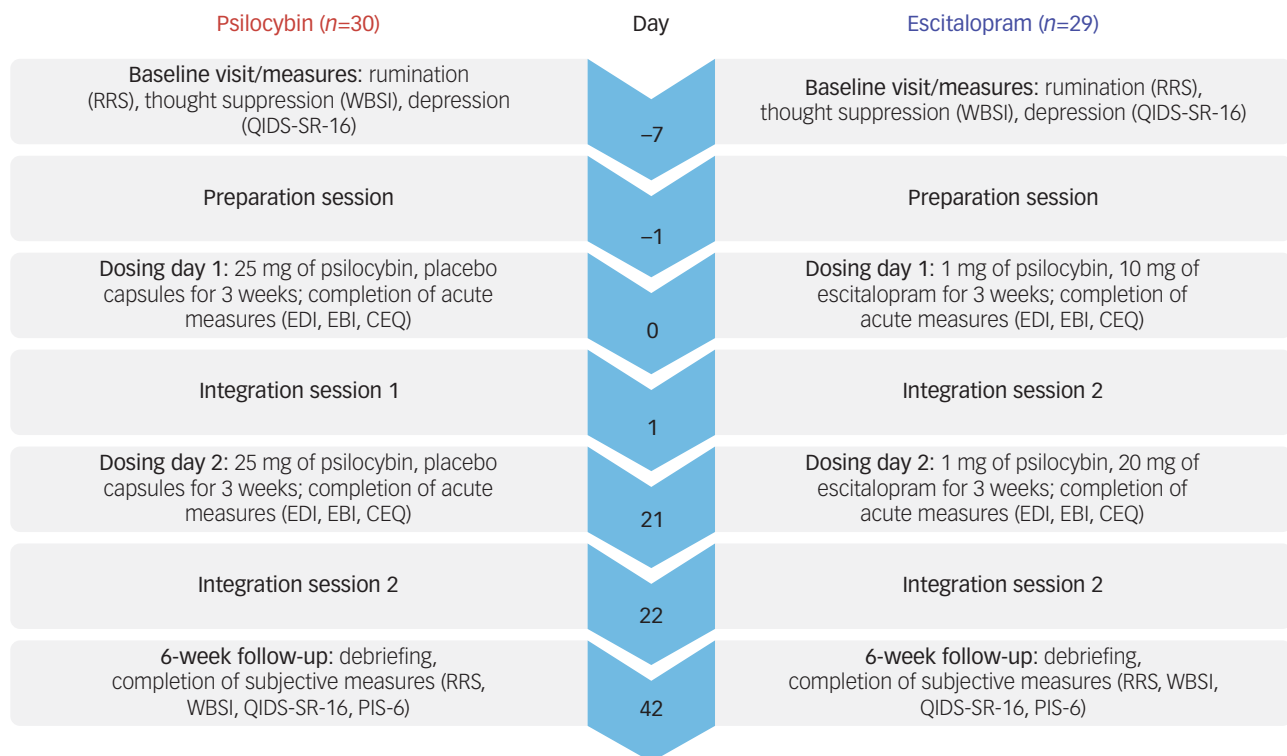 Psilocybin (n=30)
Day
Escitalopram (n=29)
Baseline visit/measures: rumination
(RRS), thought suppression (WBSI), depression
(QIDS-SR-16)
–7
Baseline visit/measures: rumination (RRS),
thought suppression (WBSI), depression (QIDS-SR-16)
Preparation session
–1
Preparation session
Dosing day 1: 25 mg of psilocybin, placebo
capsules for 3 weeks; completion of acute
measures (EDI, EBI, CEQ)
0
Dosing day 1: 1 mg of psilocybin, 10 mg of
escitalopram for 3 weeks; completion of
acute measures (EDI, EBI, CEQ)
Integration session 1
1
Integration session 2
Dosing day 2: 25 mg of psilocybin, placebo
capsules for 3 weeks; completion of acute
measures (EDI, EBI, CEQ)
21
Dosing day 2: 1 mg of psilocybin, 20 mg of
escitalopram for 3 weeks; completion of
acute measures (EDI, EBI, CEQ)
Integration session 2
22
Integration session 2
6-week follow-up: debriefing,
completion of subjective measures (RRS,
WBSI, QIDS-SR-16, PIS-6)
42
6-week follow-up: debriefing,
completion of subjective measures (RRS, WBSI,
QIDS-SR-16, PIS-6)